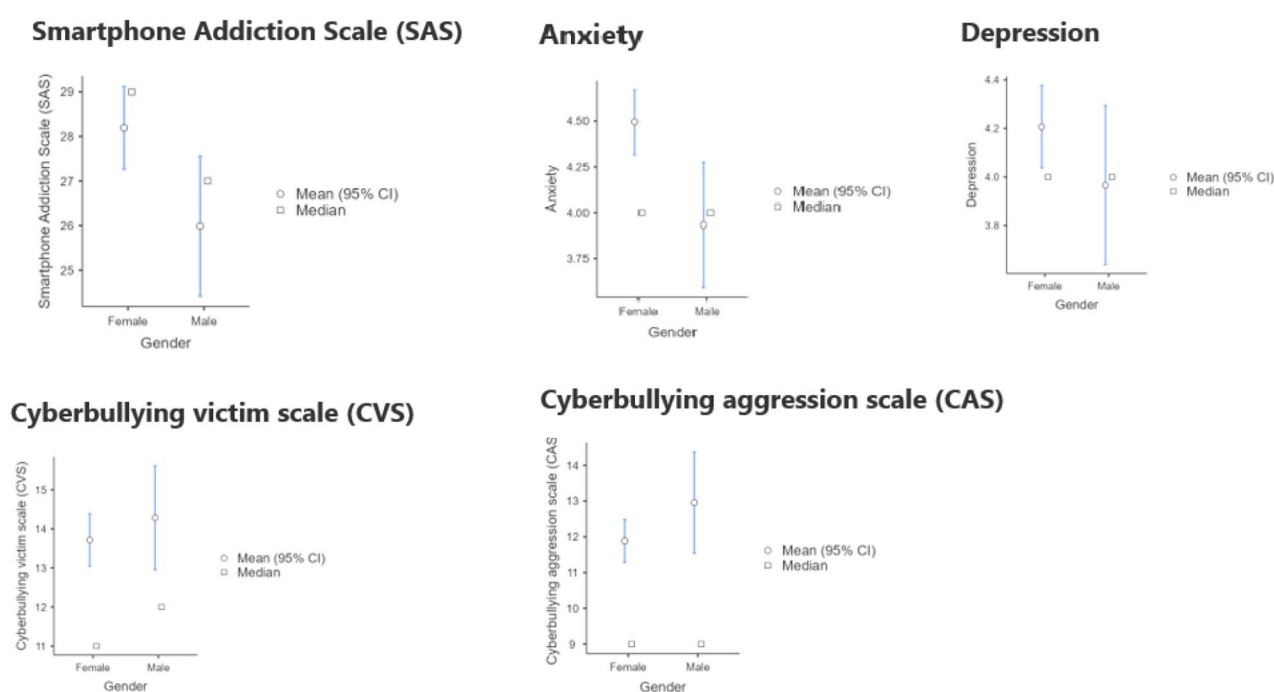 Smartphone Addiction Scale (SAS)
Smartphone Addiction Scale (SAS)
29
28
27
26
25
Female Male
Gender
Mean (95% CI)
Median
Anxiety
Anxiety
4.50
4.25
4.00
3.75
Female Male
Gender
Mean (95% CI)
Median
Depression
Depression
4.4
4.2
4.0
3.8
Female Male
Gender
Mean (95% CI)
Median
Cyberbullying victim scale (CVS)
Cyberbullying victim scale (CVS)
15
14
13
12
11
Female Male
Gender
Mean (95% CI)
Median
Cyberbullying aggression scale (CAS)
Cyberbullying aggression scale (CAS
14
13
12
11
10
9
Female Male
Gender
Mean (95% CI)
Median